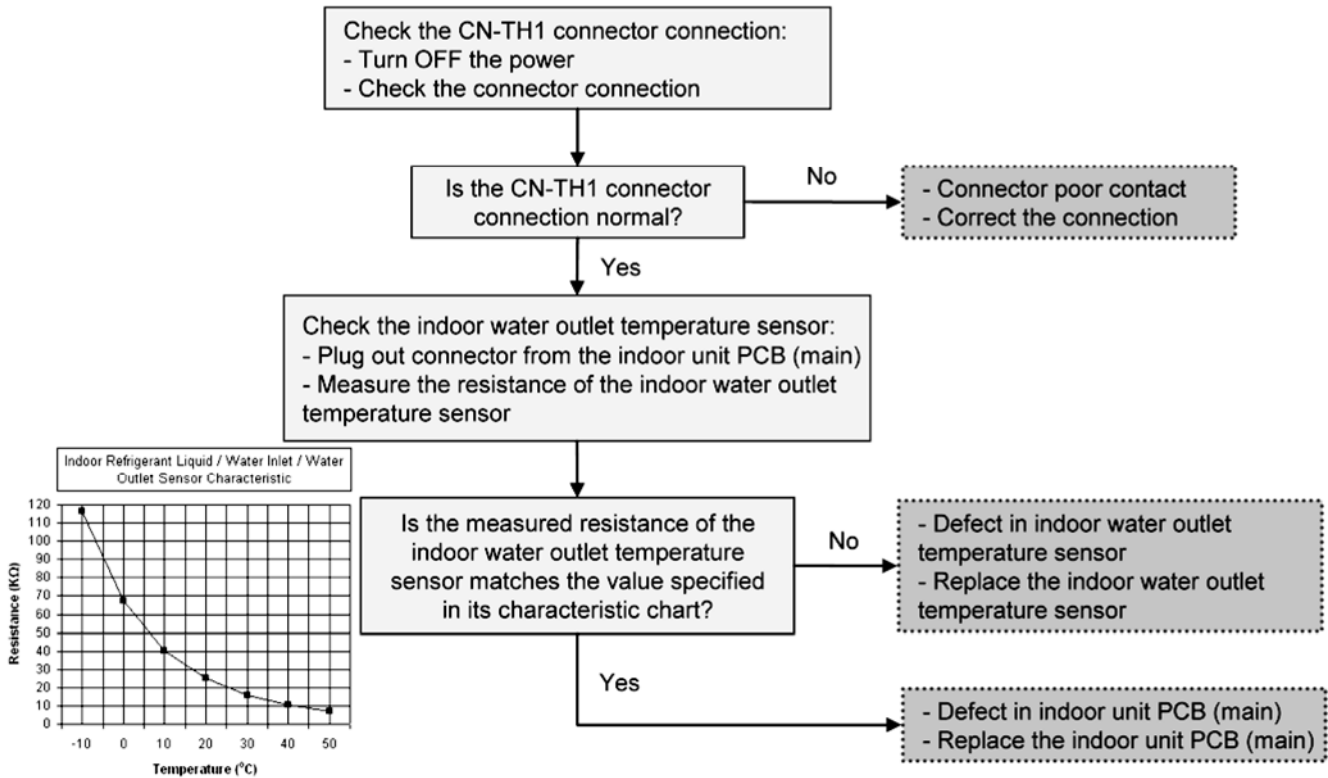 Check the CN-TH1 connector connection:
- Turn OFF the power
- Check the connector connection
Is the CN-TH1 connector
connection normal?
No
- Connector poor contact
- Correct the connection
Yes
Check the indoor water outlet temperature sensor:
- Plug out connector from the indoor unit PCB (main)
- Measure the resistance of the indoor water outlet
temperature sensor
Indoor Refrigerant Liquid / Water Inlet / Water
Outlet Sensor Characteristic
120
110
100
90
80
70
60
50
40
30
20
10
0
Resistance (KΩ)
-10 0 10 20 30 40 50
Temperature (°C)
Is the measured resistance of the
indoor water outlet temperature
sensor matches the value specified
in its characteristic chart?
No
- Defect in indoor water outlet
temperature sensor
- Replace the indoor water outlet
temperature sensor
Yes
- Defect in indoor unit PCB (main)
- Replace the indoor unit PCB (main)